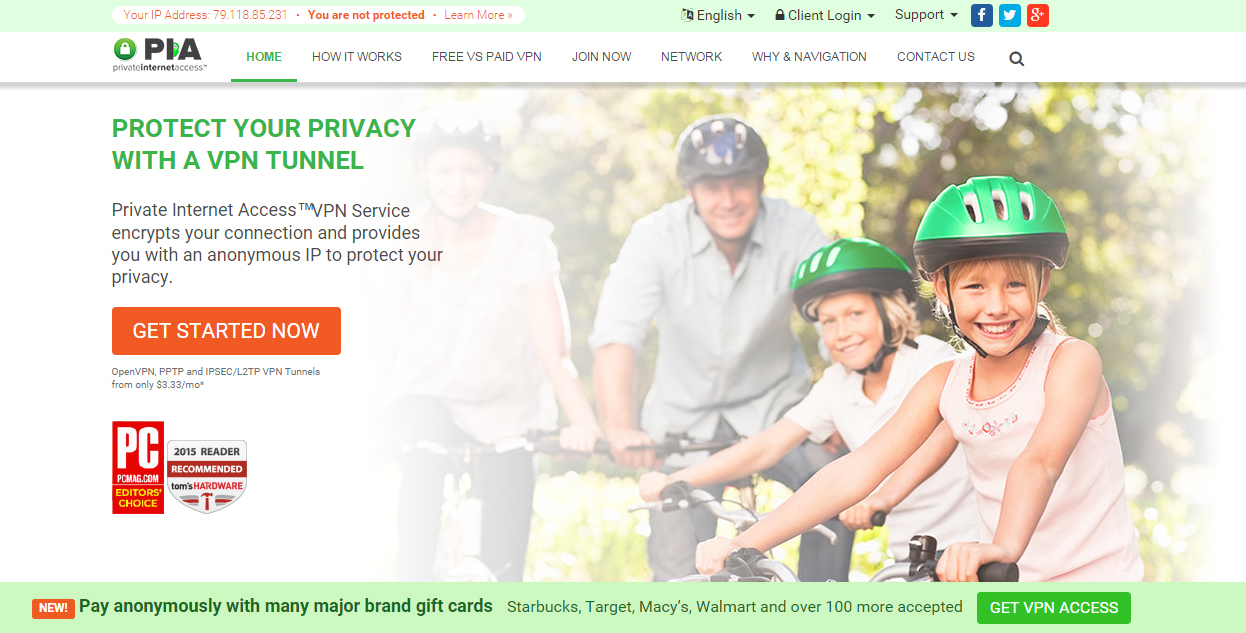 Your IP Address: 79.118.85.231 · You are not protected · Learn More »
English
Client Login
Support
PIA
privateinternetaccess™
HOME
HOW IT WORKS
FREE VS PAID VPN
JOIN NOW
NETWORK
WHY & NAVIGATION
CONTACT US
PROTECT YOUR PRIVACY
WITH A VPN TUNNEL
Private Internet Access™VPN Service
encrypts your connection and provides
you with an anonymous IP to protect your
privacy.
GET STARTED NOW
OpenVPN, PPTP and IPSEC/L2TP VPN Tunnels
from only $3.33/mo*
PC
PCMAG.COM
EDITORS'
CHOICE
2015 READER
RECOMMENDED
tom's HARDWARE
NEW! Pay anonymously with many major brand gift cards Starbucks, Target, Macy's, Walmart and over 100 more accepted
GET VPN ACCESS